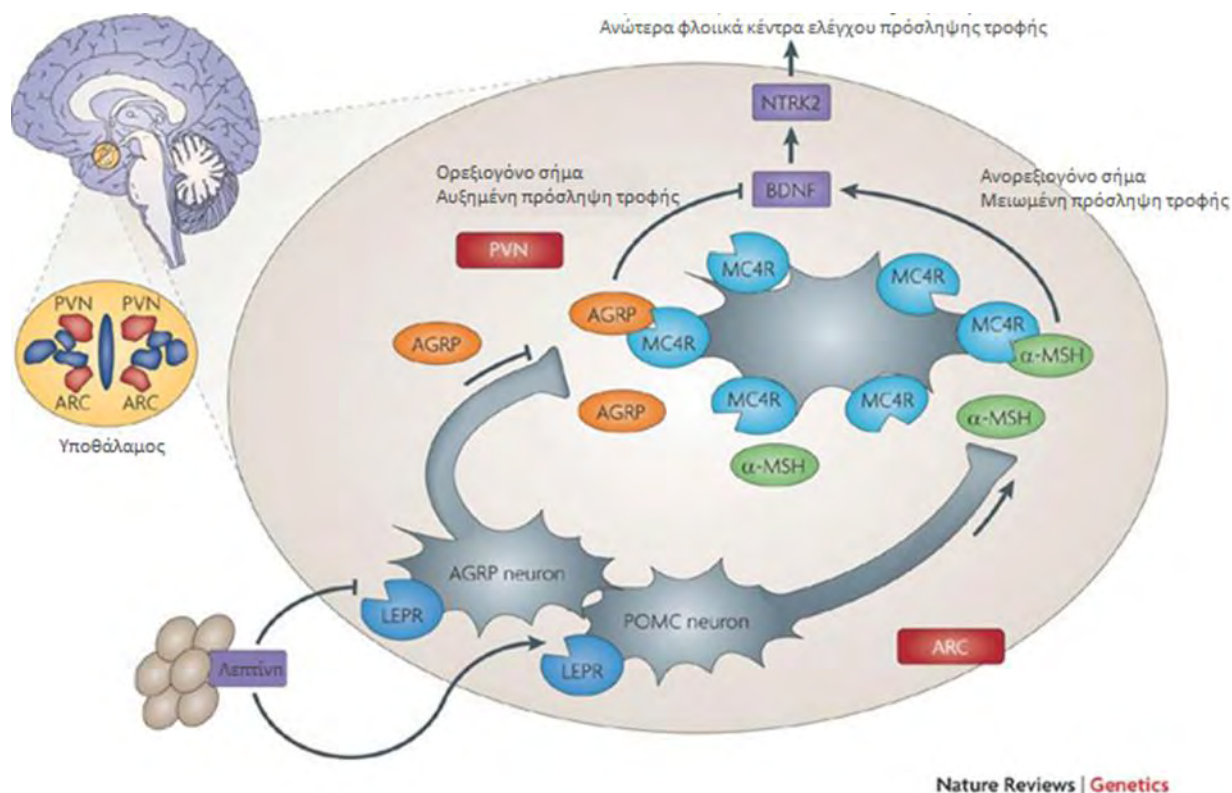 Ανώτερα φλοιικά κέντρα ελέγχου πρόσληψης τροφής
NTRK2
Ορεξιογόνο σήμα
Αυξημένη πρόσληψη τροφής
BDNF
Ανορεξιογόνο σήμα
Μειωμένη πρόσληψη τροφής
PVN
MC4R
MC4R
PVN
PVN
AGRP
MC4R
MC4R
α-MSH
AGRP
ARC
ARC
AGRP
MC4R
MC4R
α-MSH
Υποθάλαμος
α-MSH
AGRP neuron
LEPR
POMC neuron
ARC
Λεπτίνη
LEPR
Nature Reviews | Genetics